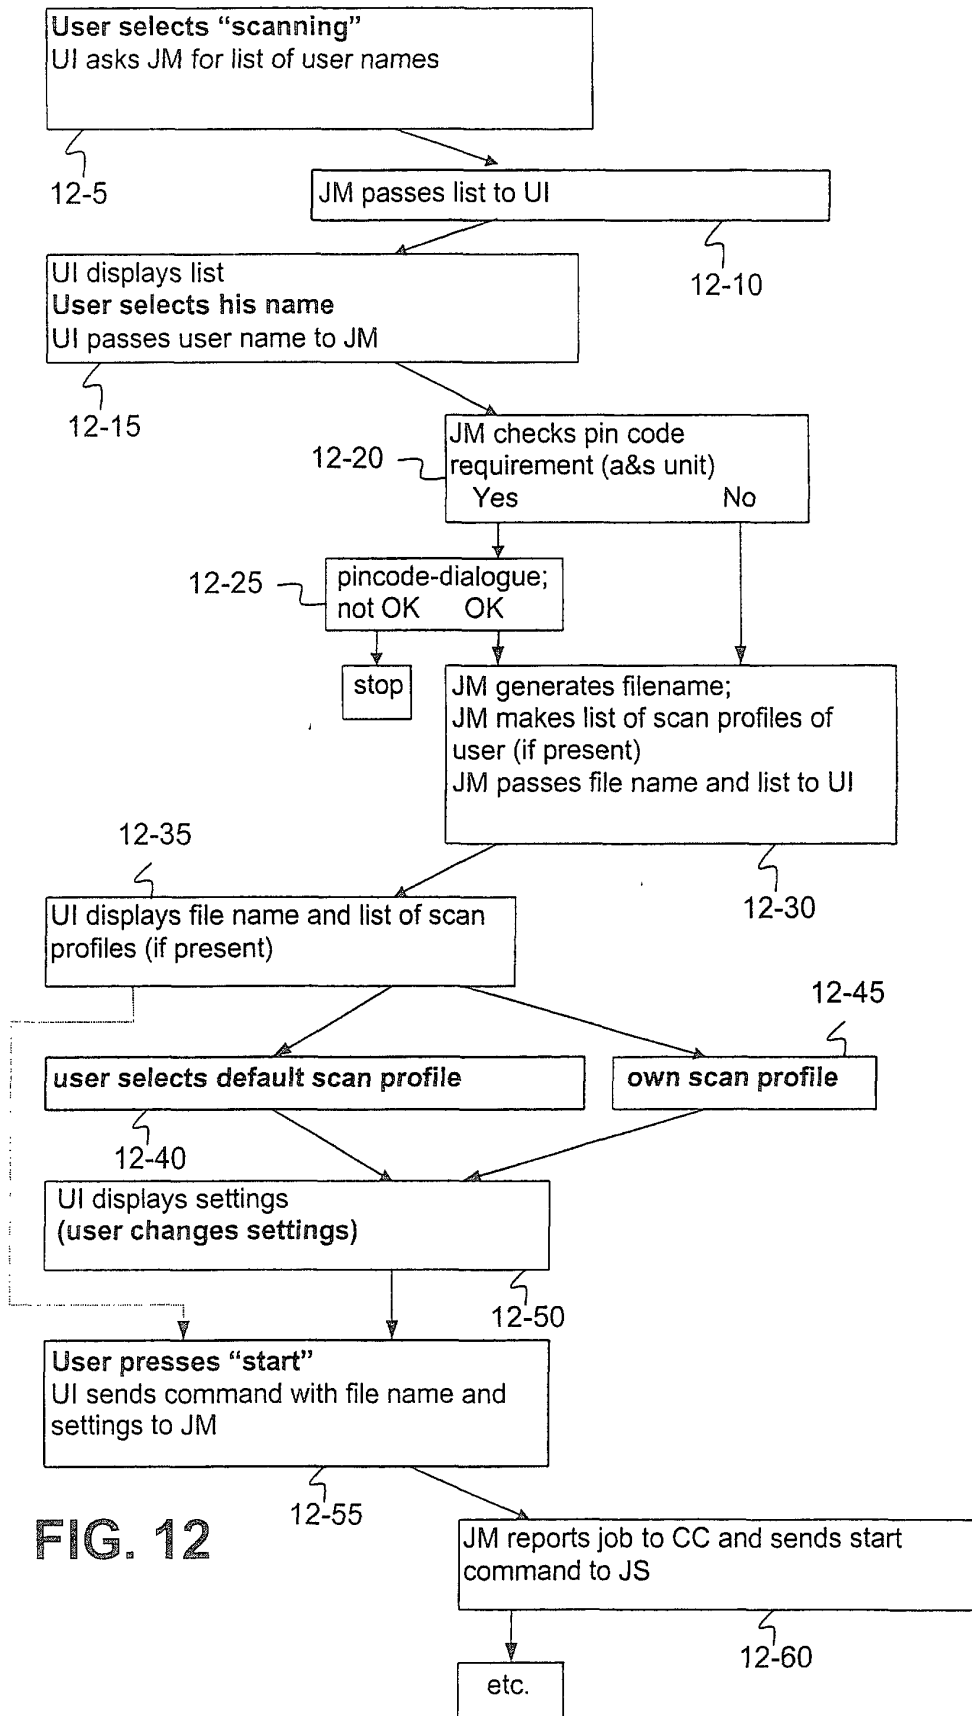 User selects “scanning”
UI asks JM for list of user names
12-5
JM passes list to UI
12-10
UI displays list
User selects his name
UI passes user name to JM
12-15
JM checks pin code
requirement (a&s unit)
Yes No
12-20
pincode-dialogue;
not OK OK
12-25
stop
JM generates filename;
JM makes list of scan profiles of
user (if present)
JM passes file name and list to UI
12-30
12-35
UI displays file name and list of scan
profiles (if present)
12-45
user selects default scan profile
own scan profile
12-40
UI displays settings
(user changes settings)
12-50
User presses “start”
UI sends command with file name and
settings to JM
12-55
FIG. 12
JM reports job to CC and sends start
command to JS
12-60
etc.